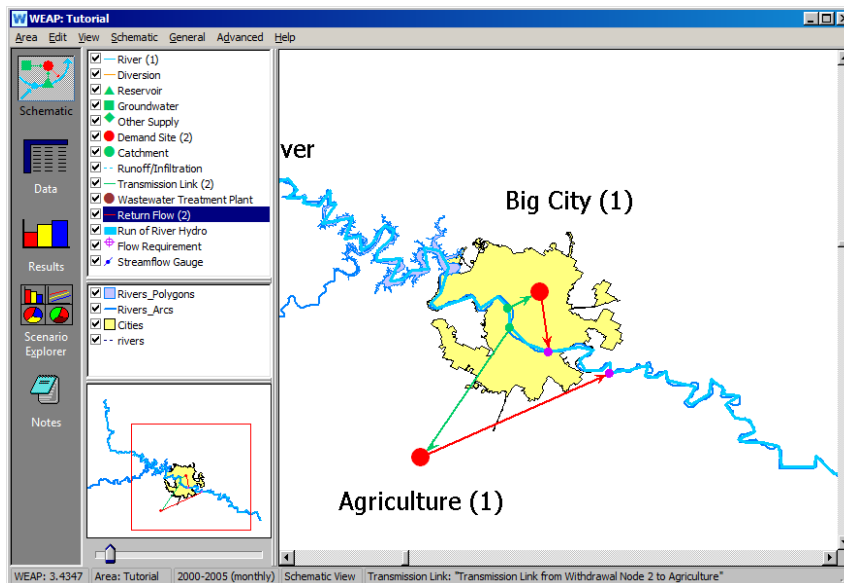 WEAP: Tutorial
Area Edit View Schematic General Advanced Help
Schematic
Data
Results
Scenario
Explorer
Notes
River (1)
Diversion
Reservoir
Groundwater
Other Supply
Demand Site (2)
Catchment
Runoff/Infiltration
Transmission Link (2)
Wastewater Treatment Plant
Return Flow (2)
Run of River Hydro
Flow Requirement
Streamflow Gauge
Rivers_Polygons
Rivers_Arcs
Cities
rivers
ver
Big City (1)
Agriculture (1)
WEAP: 3.4347 Area: Tutorial 2000-2005 (monthly) Schematic View Transmission Link: "Transmission Link from Withdrawal Node 2 to Agriculture"